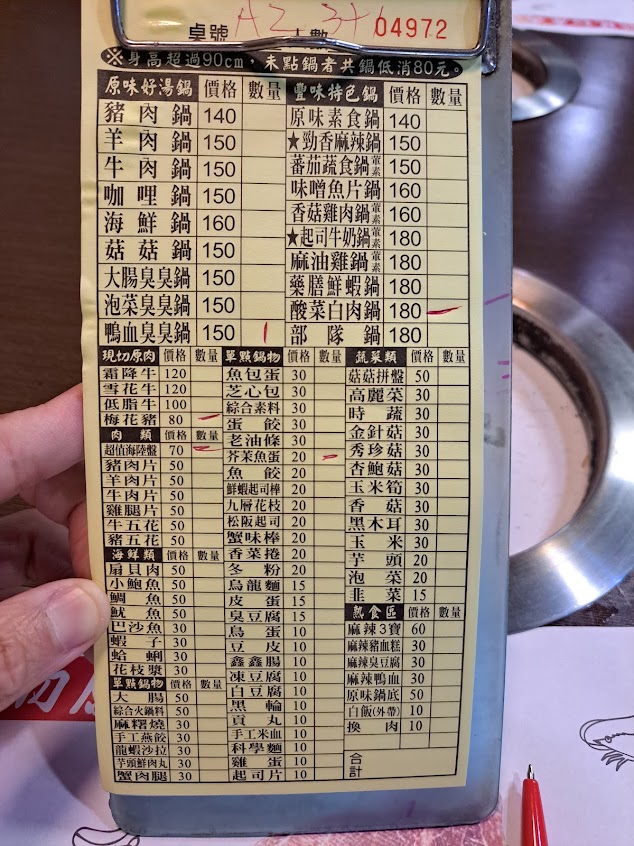 桌號 A2 人數 3+1 04972
※身高超過90cm,未點鍋者共鍋低消80元。
原味好湯鍋 價格 數量
豬肉鍋 140
羊肉鍋 150
牛肉鍋 150
咖哩鍋 150
海鮮鍋 160
菇菇鍋 150
大腸臭臭鍋 150
泡菜臭臭鍋 150
鴨血臭臭鍋 150 1
豐味特色鍋 價格 數量
原味素食鍋 140
★勁香麻辣鍋 150
蕃茄蔬食鍋 葷素 150
味噌魚片鍋 160
香菇雞肉鍋 葷素 160
★起司牛奶鍋 葷素 180
麻油雞鍋 葷素 180
藥膳鮮蝦鍋 180
酸菜白肉鍋 180 一
部隊鍋 180
現切原肉 價格 數量
霜降牛 120
雪花牛 120
低脂牛 100
梅花豬 80 一
肉類 價格 數量
超值海陸盤 70 一
豬肉片 50
羊肉片 50
牛肉片 50
雞腿片 50
牛五花 50
豬五花 50
海鮮類 價格 數量
扇貝肉 50
小鮑魚 50
鯛魚 50
魷魚 50
巴沙魚 30
蝦子 30
蛤蜊 30
花枝漿 30
單點鍋物 價格 數量
大腸 50
綜合火鍋料 50
麻糬燒 30
手工燕餃 30
龍蝦沙拉 30
芋頭鮮肉丸 30
蟹肉腿 30
單點鍋物 價格 數量
魚包蛋 30
芝心包 30
綜合素料 30
蛋餃 30
老油條 30
芥茉魚蛋 20 一
魚餃 20
鮮蝦起司棒 20
九層花枝 20
松阪起司 20
蟹味棒 20
香菜捲 20
冬粉 20
烏龍麵 15
皮蛋 15
臭豆腐 15
鳥蛋 10
豆皮 10
鑫鑫腸 10
凍豆腐 10
白豆腐 10
黑輪 10
貢丸 10
手工米血 10
科學麵 10
雞蛋 10
起司片 10
蔬菜類 價格 數量
菇菇拼盤 50
高麗菜 30
時蔬 30
金針菇 30
秀珍菇 30
杏鮑菇 30
玉米筍 30
香菇 30
黑木耳 30
玉米 30
芋頭 20
泡菜 20
韭菜 15
熟食區 價格 數量
麻辣3寶 60
麻辣豬血糕 30
麻辣臭豆腐 30
麻辣鴨血 30
原味鍋底 50
白飯(外帶) 10
換肉 10
合計